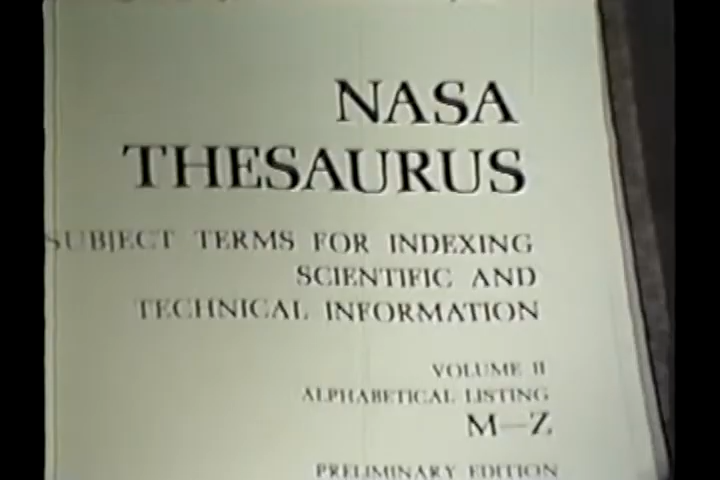 NASA
THESAURUS
SUBJECT TERMS FOR INDEXING
SCIENTIFIC AND
TECHNICAL INFORMATION
VOLUME II
ALPHABETICAL LISTING
M—Z
PRELIMINARY EDITION